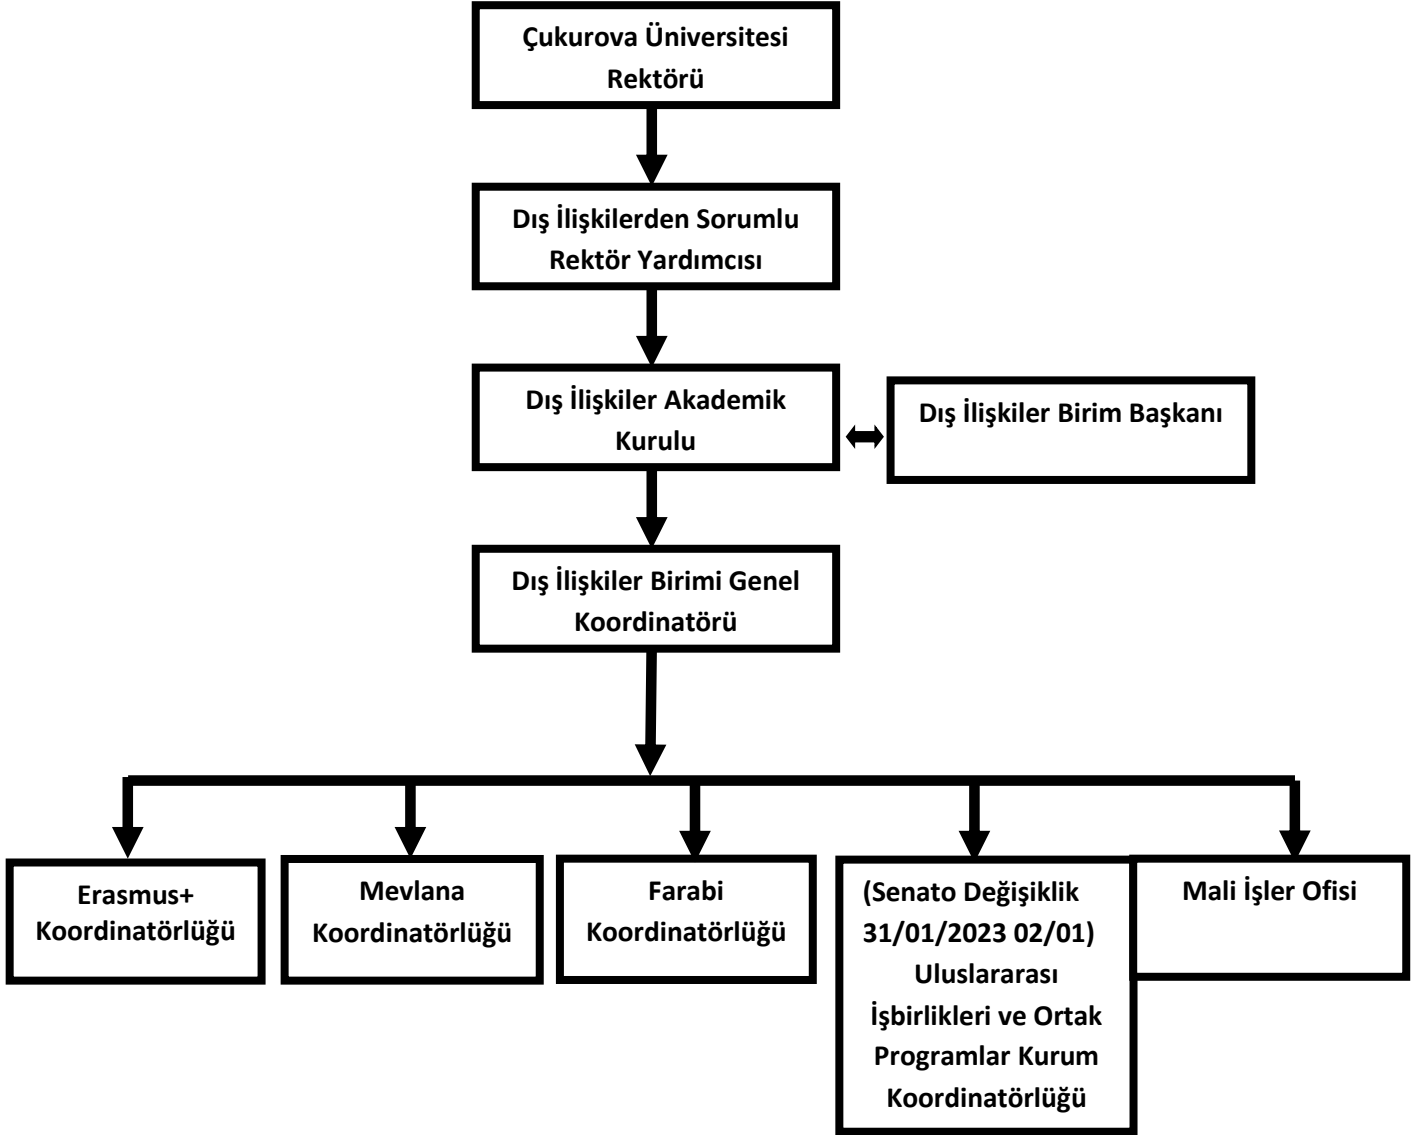 Çukurova Üniversitesi
Rektörü
Dış İlişkilerden Sorumlu
Rektör Yardımcısı
Dış İlişkiler Akademik
Kurulu
Dış İlişkiler Birim Başkanı
Dış İlişkiler Birimi Genel
Koordinatörü
Erasmus+
Koordinatörlüğü
Mevlana
Koordinatörlüğü
Farabi
Koordinatörlüğü
(Senato Değişiklik
31/01/2023 02/01)
Uluslararası
İşbirlikleri ve Ortak
Programlar Kurum
Koordinatörlüğü
Mali İşler Ofisi